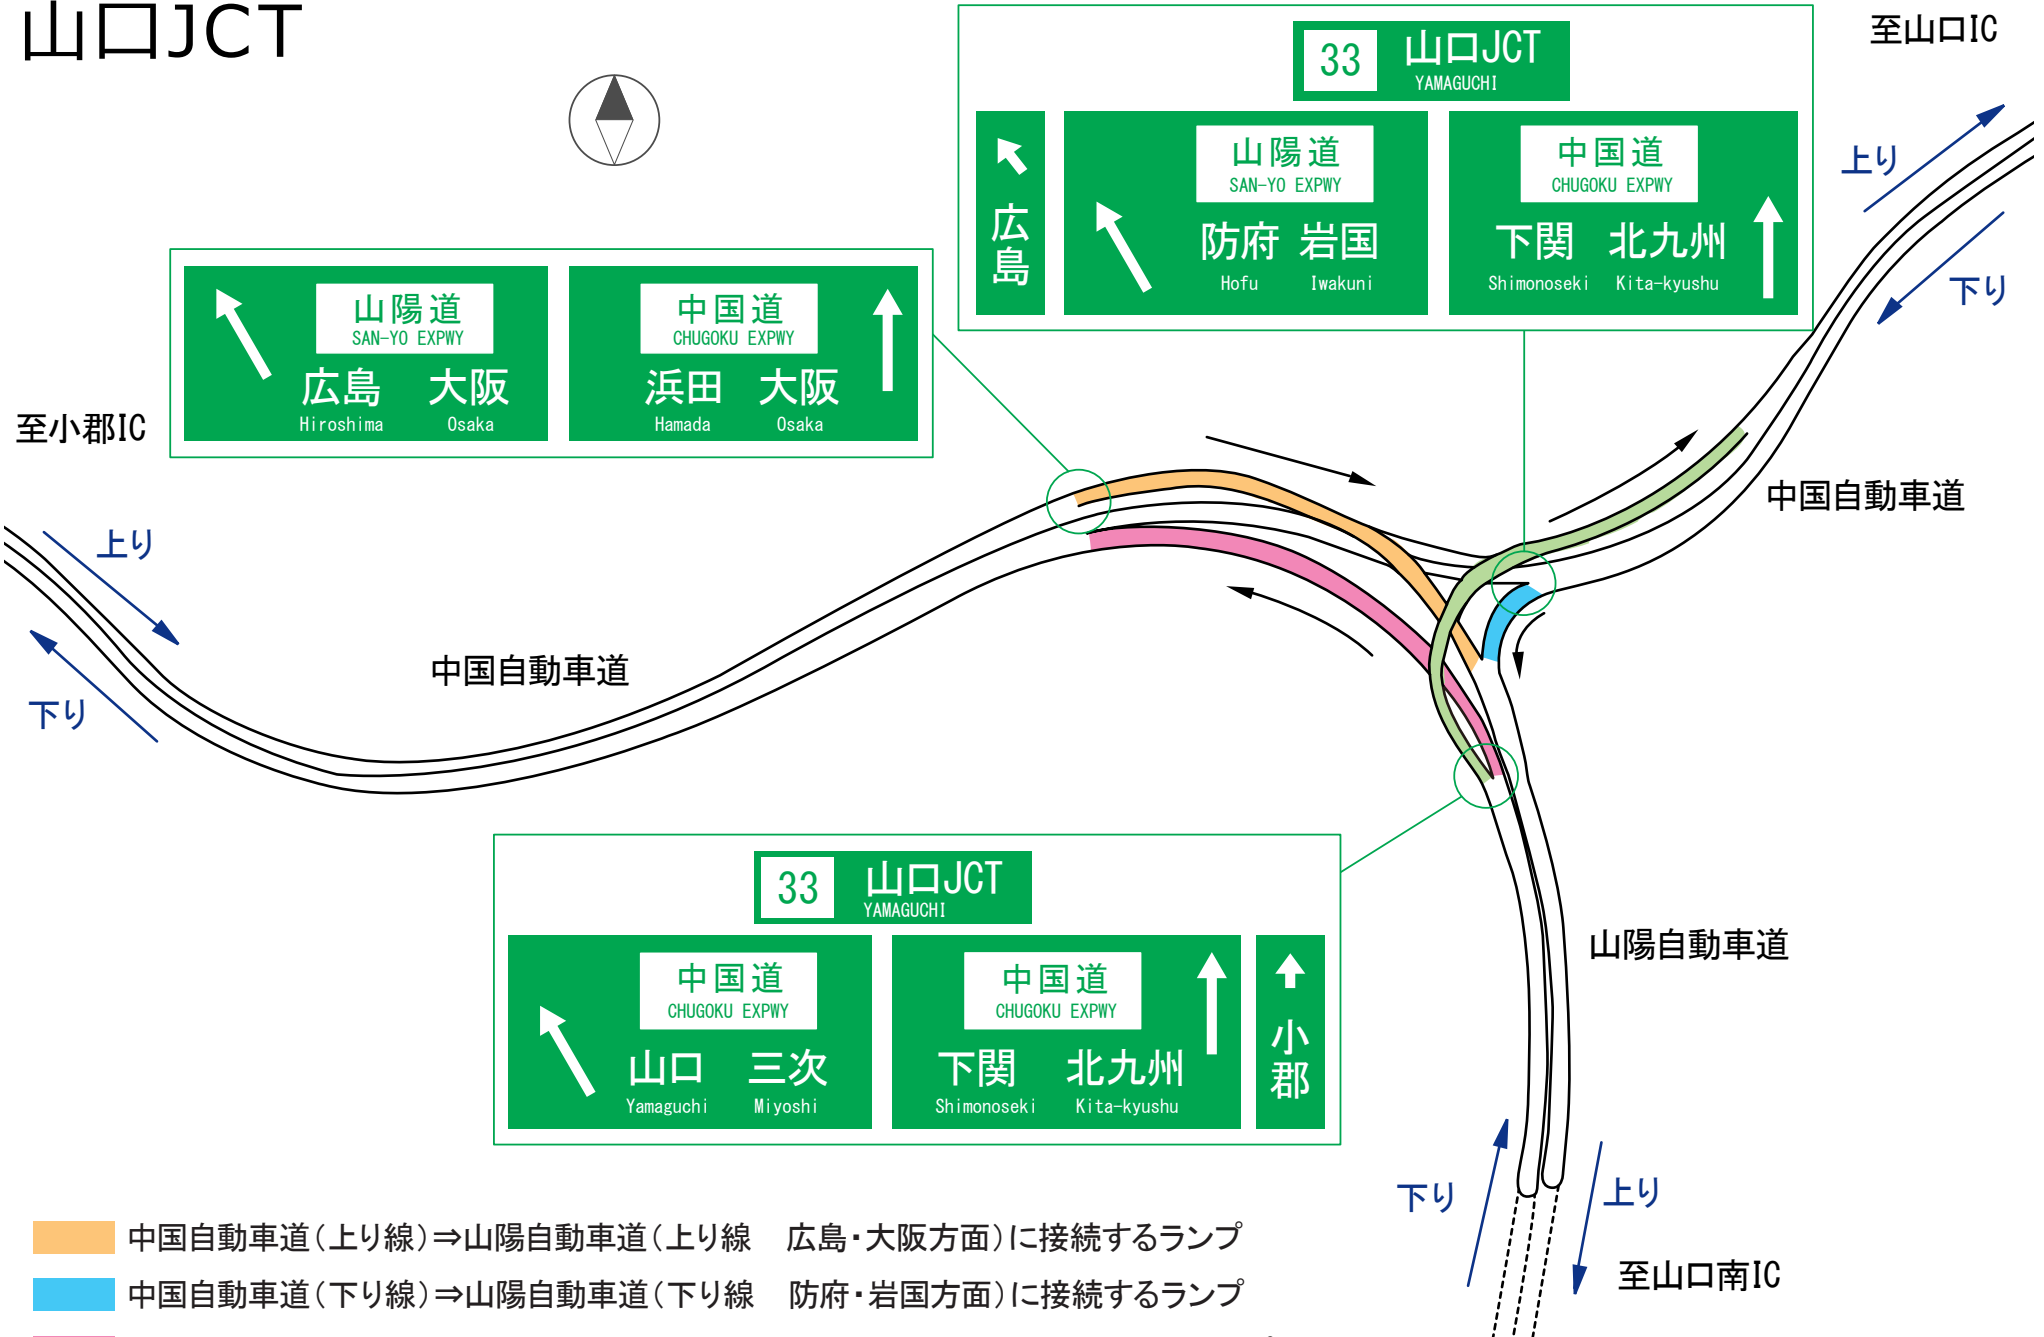 山口JCT
至山口IC
33 山口JCT
YAMAGUCHI
広島
山陽道
SAN-YO EXPWY
防府 岩国
Hofu Iwakuni
中国道
CHUGOKU EXPWY
下関 北九州
Shimonoseki Kita-kyushu
上り
下り
山陽道
SAN-YO EXPWY
広島 大阪
Hiroshima Osaka
中国道
CHUGOKU EXPWY
浜田 大阪
Hamada Osaka
至小郡IC
中国自動車道
上り
下り
中国自動車道
33 山口JCT
YAMAGUCHI
中国道
CHUGOKU EXPWY
山口 三次
Yamaguchi Miyoshi
中国道
CHUGOKU EXPWY
下関 北九州
Shimonoseki Kita-kyushu
小郡
山陽自動車道
下り
上り
至山口南IC
中国自動車道(上り線)⇒山陽自動車道(上り線 広島・大阪方面)に接続するランプ
中国自動車道(下り線)⇒山陽自動車道(下り線 防府・岩国方面)に接続するランプ